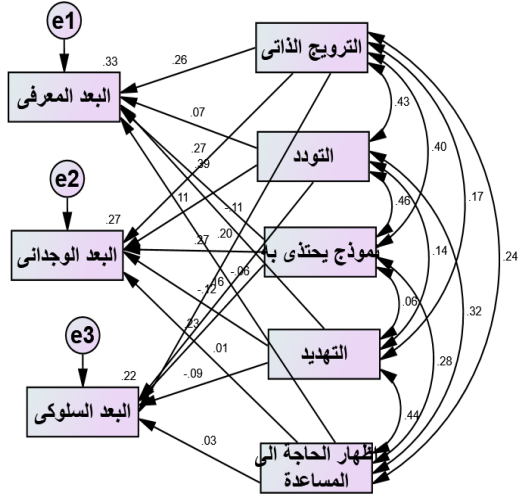 e1
الترويج الذاتى
.33
.26
البعد المعرفى
.43
.07
.40
التودد
.27
.39
e2
.17
.11
-.11
.46
.27
.20
.14
.24
البعد الوجدانى
.27
نموذج يحتذى به
-.06
.32
-.12
.06
e3
.23
.01
التهديد
.28
.22
-.09
البعد السلوكى
.44
.03
إظهار الحاجة الى
المساعدة